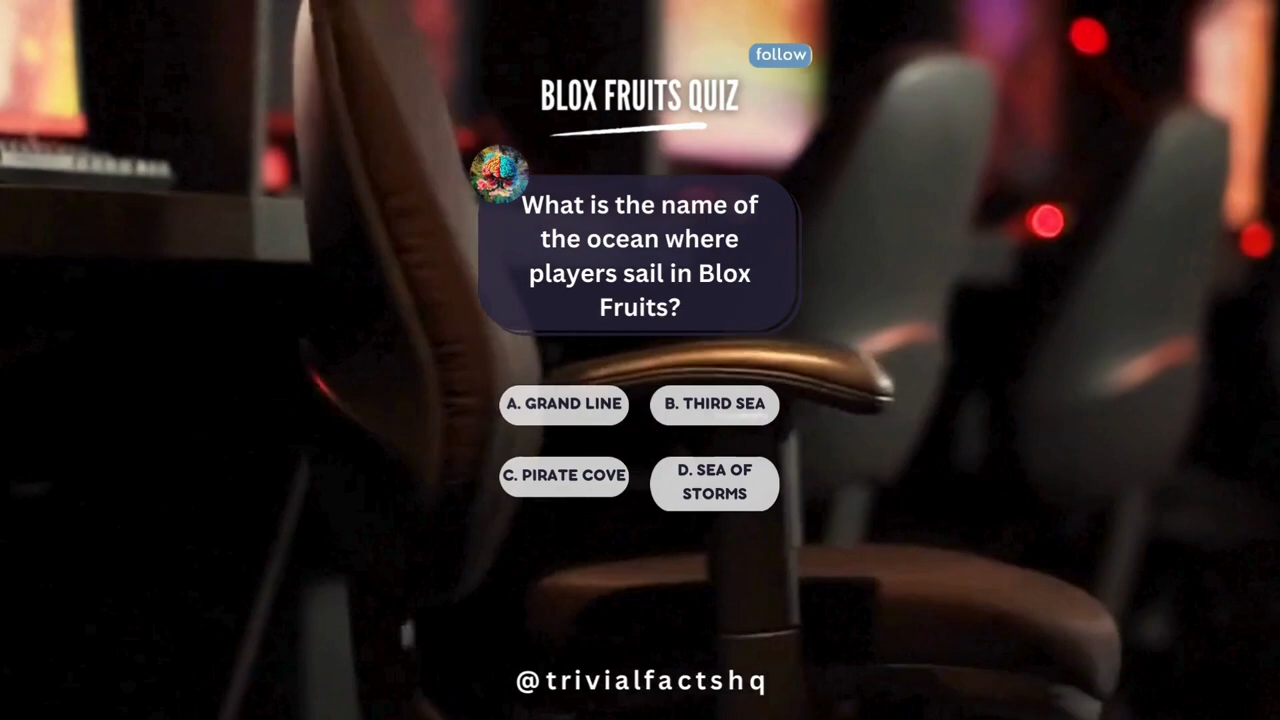 follow
BLOX FRUITS QUIZ
What is the name of
the ocean where
players sail in Blox
Fruits?
A. GRAND LINE
B. THIRD SEA
C. PIRATE COVE
D. SEA OF
STORMS
@trivialfactshq